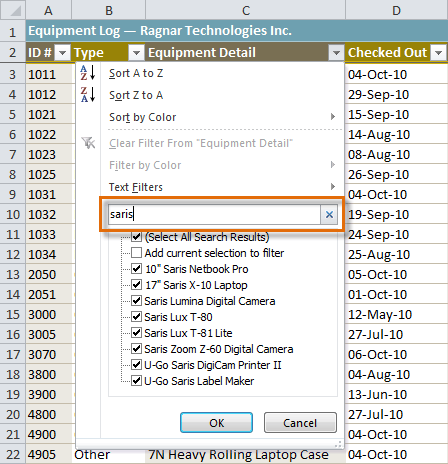 A B C D
1 Equipment Log — Ragnar Technologies Inc.
2 ID # Type Equipment Detail Checked Out
3 1011 04-Oct-10
4 1012 29-Sep-10
5 1021 15-Sep-10
6 1022 14-Aug-10
7 1023 08-Aug-10
8 1025 26-Sep-10
9 1031 04-Oct-10
10 1032 19-Sep-10
11 1033 24-Sep-10
12 1034 25-Aug-10
13 2050 05-Oct-10
14 2051 01-Oct-10
15 3000 12-May-10
16 3005 27-Jul-10
17 3070 06-Oct-10
18 3800 04-Aug-10
19 3900 13-Jun-10
20 4800 27-Jul-10
21 4900 04-Oct-10
22 4905 Other 7N Heavy Rolling Laptop Case 04-Oct-10
Sort A to Z
Sort Z to A
Sort by Color
Clear Filter From "Equipment Detail"
Filter by Color
Text Filters
saris
(Select All Search Results)
Add current selection to filter
10" Saris Netbook Pro
17" Saris X-10 Laptop
Saris Lumina Digital Camera
Saris Lux T-80
Saris Lux T-81 Lite
Saris Zoom Z-60 Digital Camera
U-Go Saris DigiCam Printer II
U-Go Saris Label Maker
OK Cancel